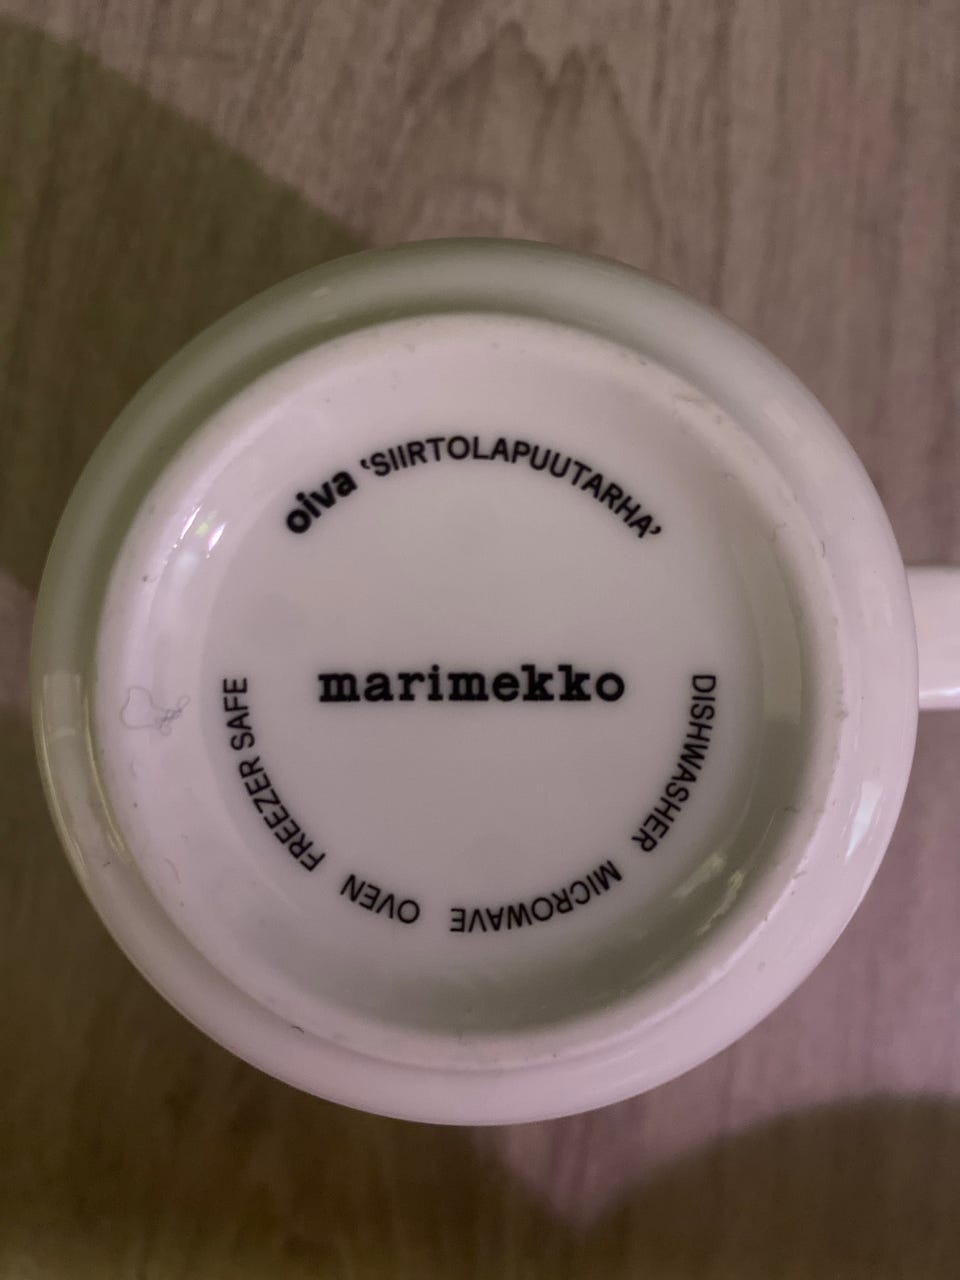 oiva ‘SIIRTOLAPUUTARHA’
marimekko
DISHWASHER MICROWAVE OVEN FREEZER SAFE